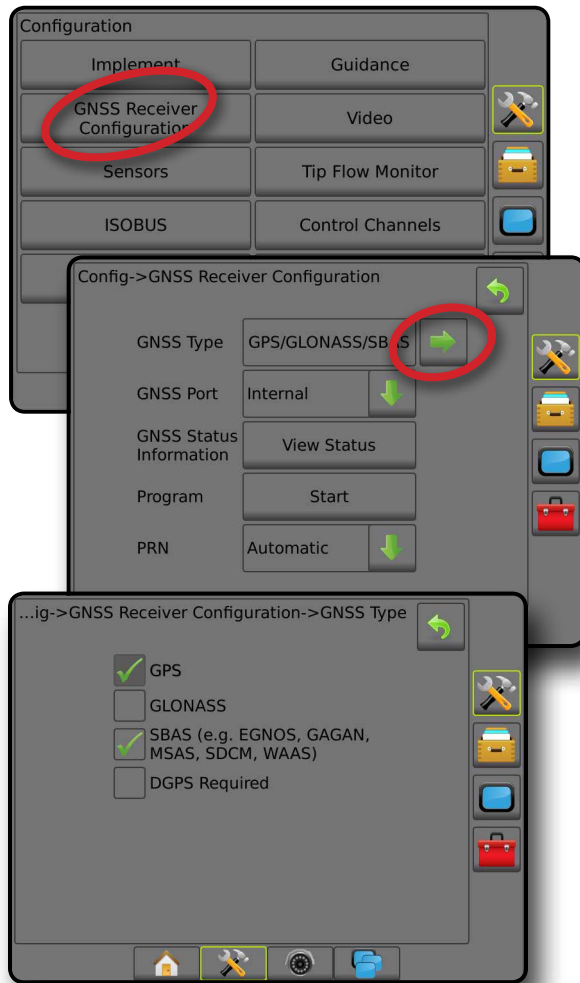 Configuration
Implement
Guidance
GNSS Receiver
Configuration
Video
Sensors
Tip Flow Monitor
ISOBUS
Control Channels
Config->GNSS Receiver Configuration
GNSS Type
GPS/GLONASS/SBAS
GNSS Port
Internal
GNSS Status
Information
View Status
Program
Start
PRN
Automatic
...ig->GNSS Receiver Configuration->GNSS Type
GPS
GLONASS
SBAS (e.g. EGNOS, GAGAN,
MSAS, SDCM, WAAS)
DGPS Required